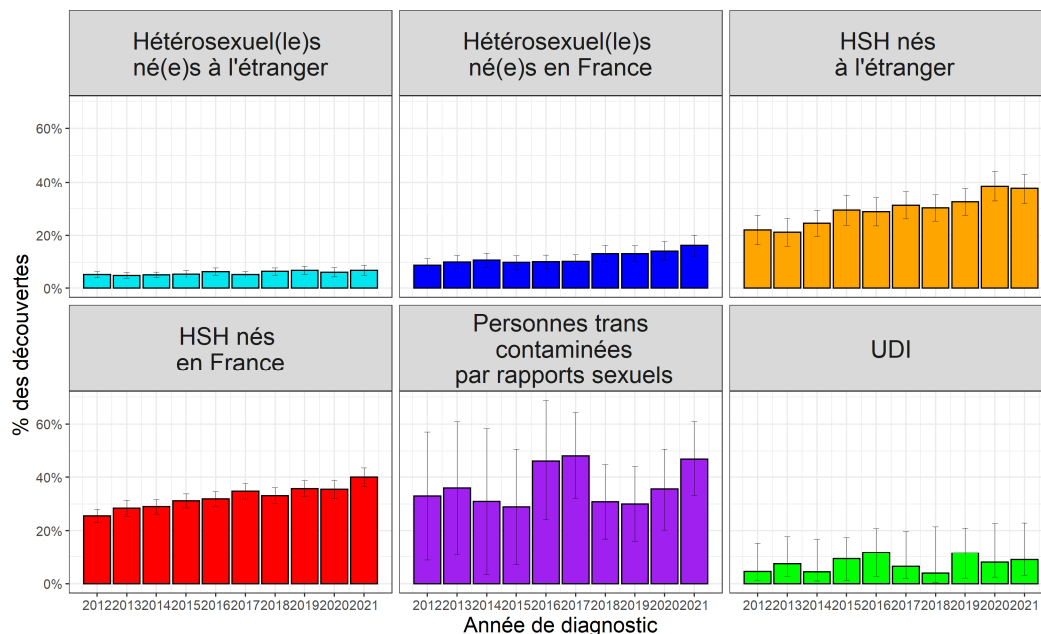 Hétérosexuel(le)s
né(e)s à l'étranger
Hétérosexuel(le)s
né(e)s en France
HSH nés
à l'étranger
60%
40%
20%
0%
% des découvertes
HSH nés
en France
Personnes trans
contaminées
par rapports sexuels
UDI
60%
40%
20%
0%
2012 2013 2014 2015 2016 2017 2018 2019 2020 2021
2012 2013 2014 2015 2016 2017 2018 2019 2020 2021
2012 2013 2014 2015 2016 2017 2018 2019 2020 2021
Année de diagnostic